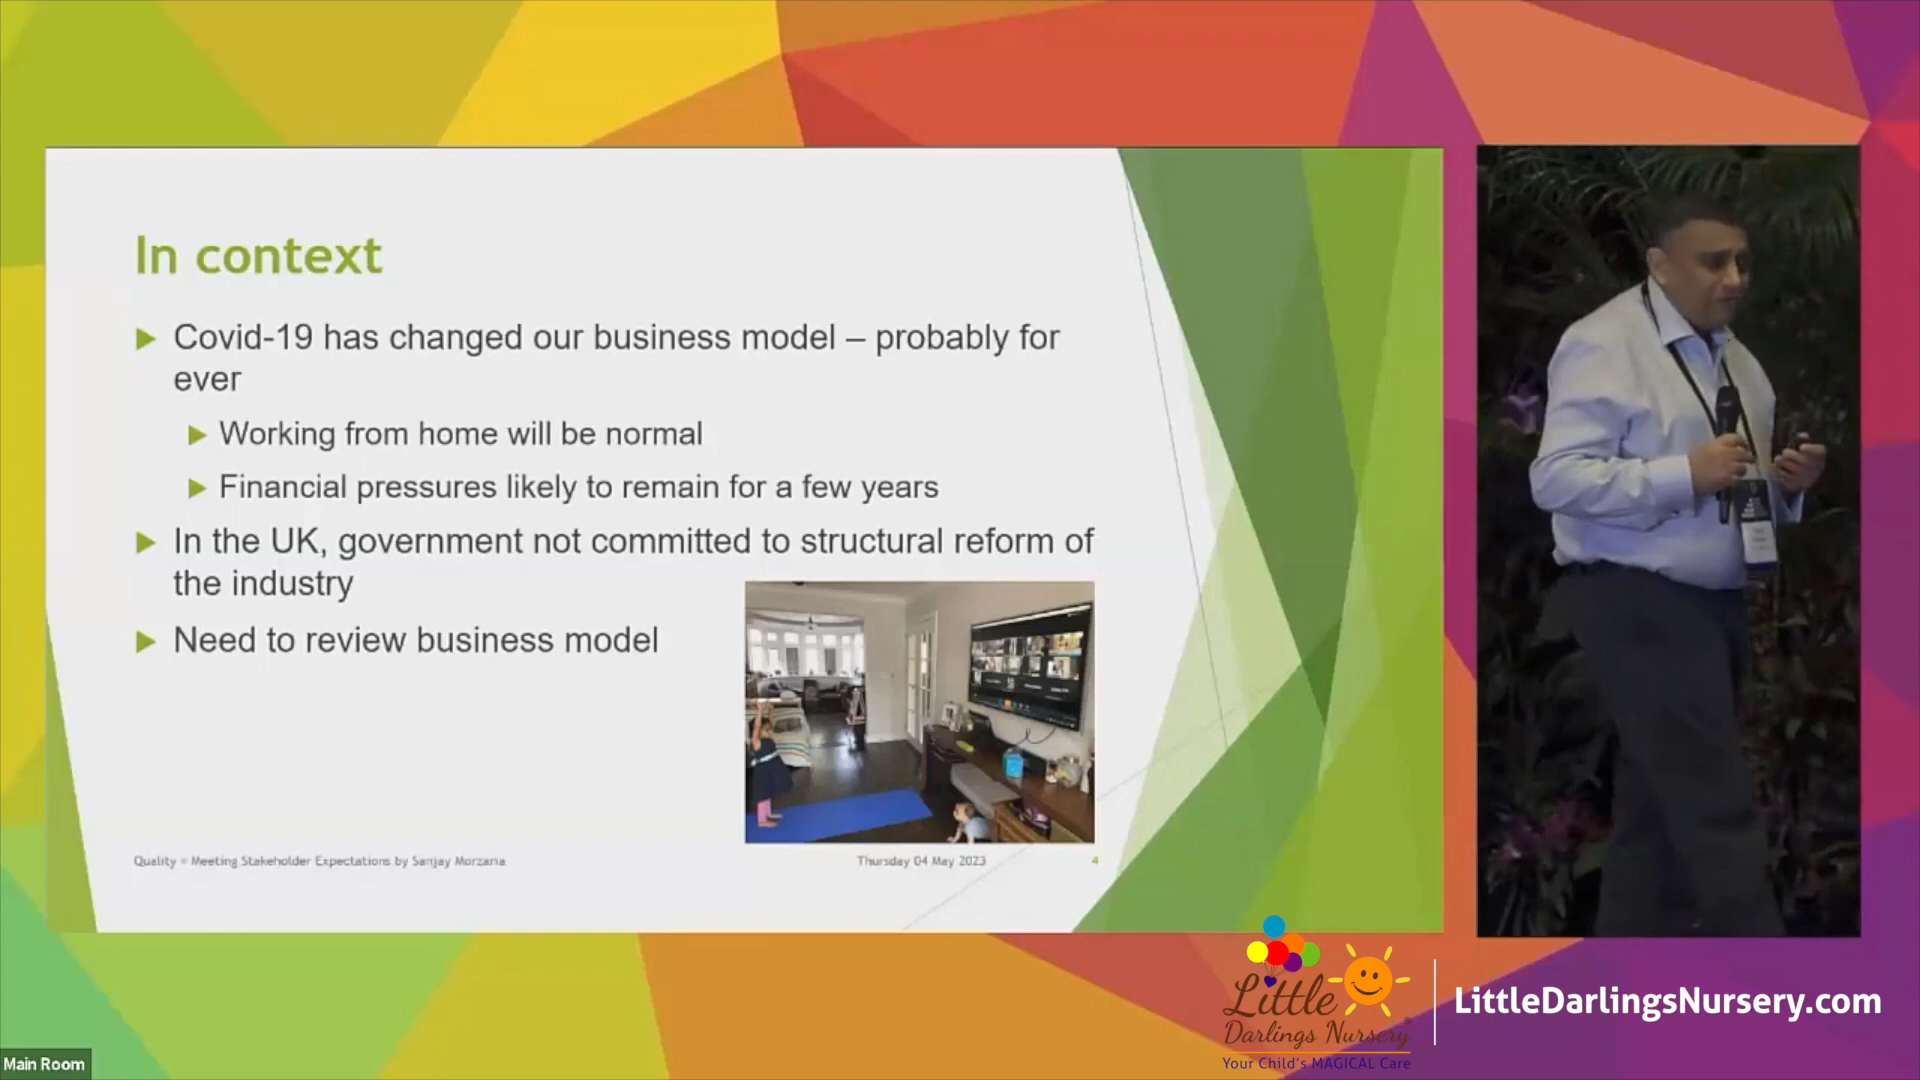 In context
Covid-19 has changed our business model – probably for
ever
Working from home will be normal
Financial pressures likely to remain for a few years
In the UK, government not committed to structural reform of
the industry
Need to review business model
Quality = Meeting Stakeholder Expectations by Sanjay Morzaria
Thursday 04 May 2023
4
Little
Darlings Nursery®
Your Child's MAGICAL Care
LittleDarlingsNursery.com
Main Room